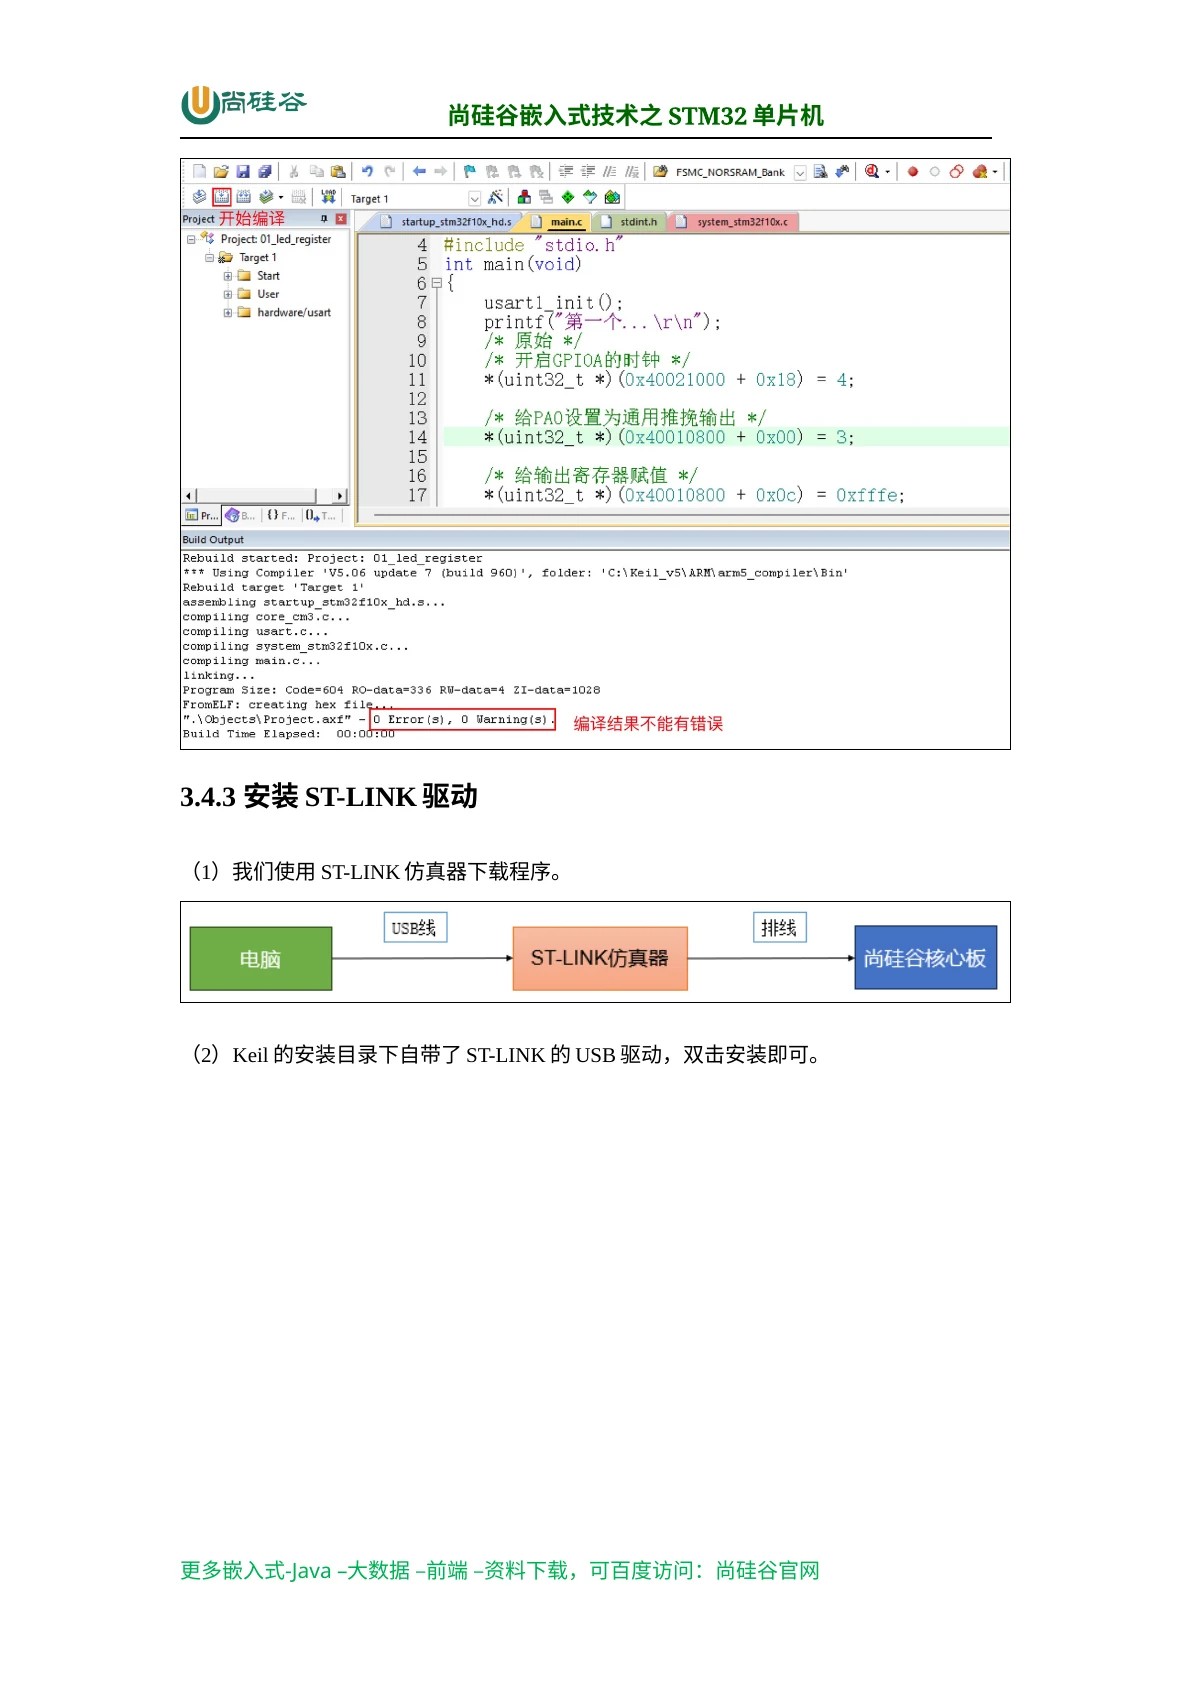 尚硅谷
尚硅谷嵌入式技术之 STM32 单片机
FSMC_NORSRAM_Bank
LOAD
Target 1
Project 开始编译
startup_stm32f10x_hd.s main.c stdint.h system_stm32f10x.c
Project: 01_led_register
Target 1
Start
User
hardware/usart
Pr... B... {} F... T...
4 #include "stdio.h"
5 int main(void)
6 {
7 usart1_init();
8 printf("第一个...\r\n");
9 /* 原始 */
10 /* 开启GPIOA的时钟 */
11 *(uint32_t *)(0x40021000 + 0x18) = 4;
12
13 /* 给PA0设置为通用推挽输出 */
14 *(uint32_t *)(0x40010800 + 0x00) = 3;
15
16 /* 给输出寄存器赋值 */
17 *(uint32_t *)(0x40010800 + 0x0c) = 0xfffe;
Build Output
Rebuild started: Project: 01_led_register
*** Using Compiler 'V5.06 update 7 (build 960)', folder: 'C:\Keil_v5\ARM\arm5_compiler\Bin'
Rebuild target 'Target 1'
assembling startup_stm32f10x_hd.s...
compiling core_cm3.c...
compiling usart.c...
compiling system_stm32f10x.c...
compiling main.c...
linking...
Program Size: Code=604 RO-data=336 RW-data=4 ZI-data=1028
FromELF: creating hex file...
".\Objects\Project.axf" - 0 Error(s), 0 Warning(s). 编译结果不能有错误
Build Time Elapsed: 00:00:00
3.4.3 安装 ST-LINK 驱动
（1）我们使用 ST-LINK 仿真器下载程序。
USB线 排线
电脑 ST-LINK仿真器 尚硅谷核心板
（2）Keil 的安装目录下自带了 ST-LINK 的 USB 驱动，双击安装即可。
更多嵌入式-Java –大数据 –前端 –资料下载，可百度访问：尚硅谷官网